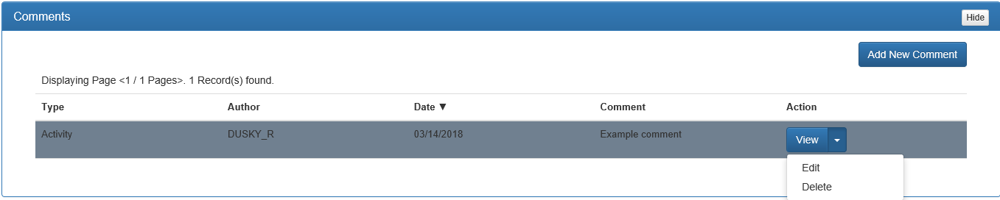 Comments Hide
Add New Comment
Displaying Page <1 / 1 Pages>. 1 Record(s) found.
Type Author Date ▼ Comment Action
Activity DUSKY_R 03/14/2018 Example comment View
Edit
Delete